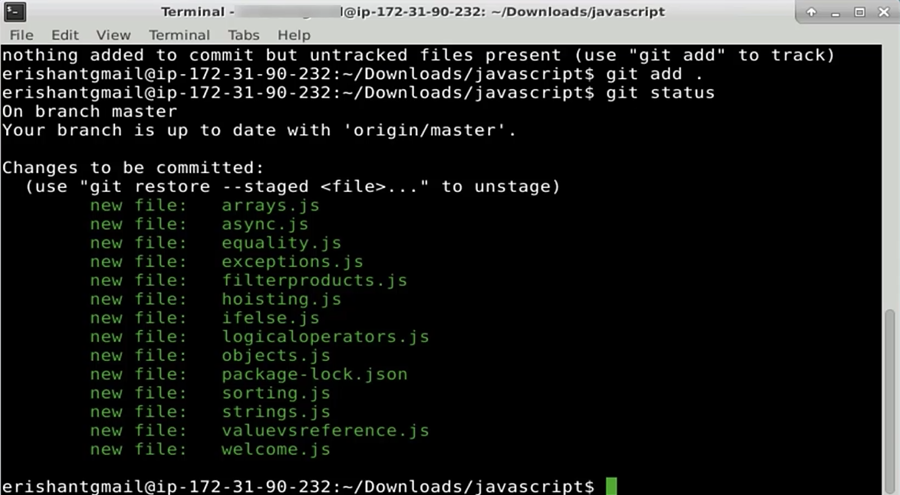 Terminal - @ip-172-31-90-232: ~/Downloads/javascript
File Edit View Terminal Tabs Help
nothing added to commit but untracked files present (use "git add" to track)
erishantgmail@ip-172-31-90-232:~/Downloads/javascript$ git add .
erishantgmail@ip-172-31-90-232:~/Downloads/javascript$ git status
On branch master
Your branch is up to date with 'origin/master'.
Changes to be committed:
(use "git restore --staged <file>..." to unstage)
new file: arrays.js
new file: async.js
new file: equality.js
new file: exceptions.js
new file: filterproducts.js
new file: hoisting.js
new file: ifelse.js
new file: logicaloperators.js
new file: objects.js
new file: package-lock.json
new file: sorting.js
new file: strings.js
new file: valuevsreference.js
new file: welcome.js
erishantgmail@ip-172-31-90-232:~/Downloads/javascript$